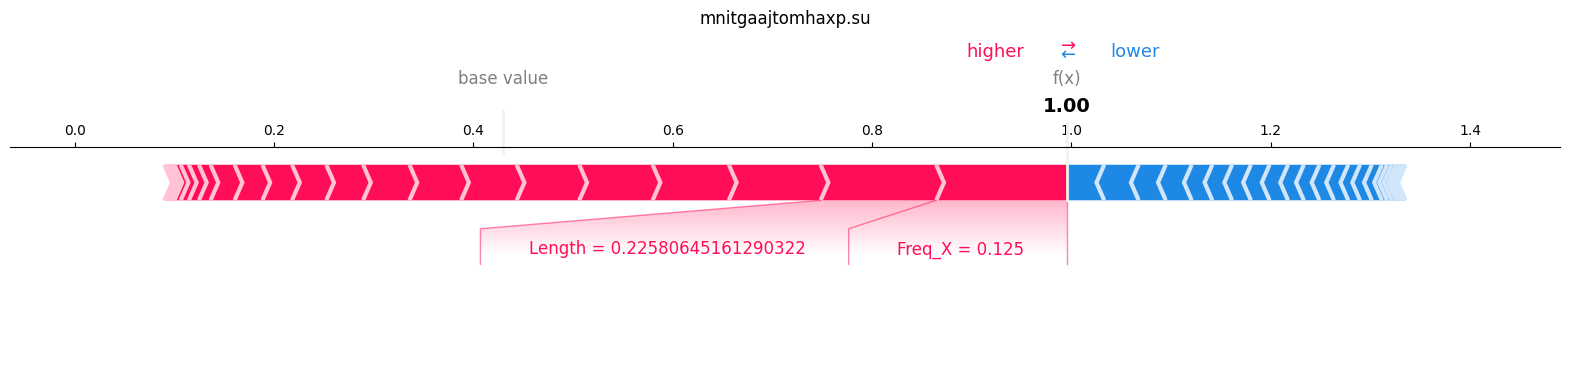 mnitgaajtomhaxp.su
higher → ← lower
base value f(x)
1.00
0.0 0.2 0.4 0.6 0.8 1.0 1.2 1.4
Length = 0.22580645161290322 Freq_X = 0.125